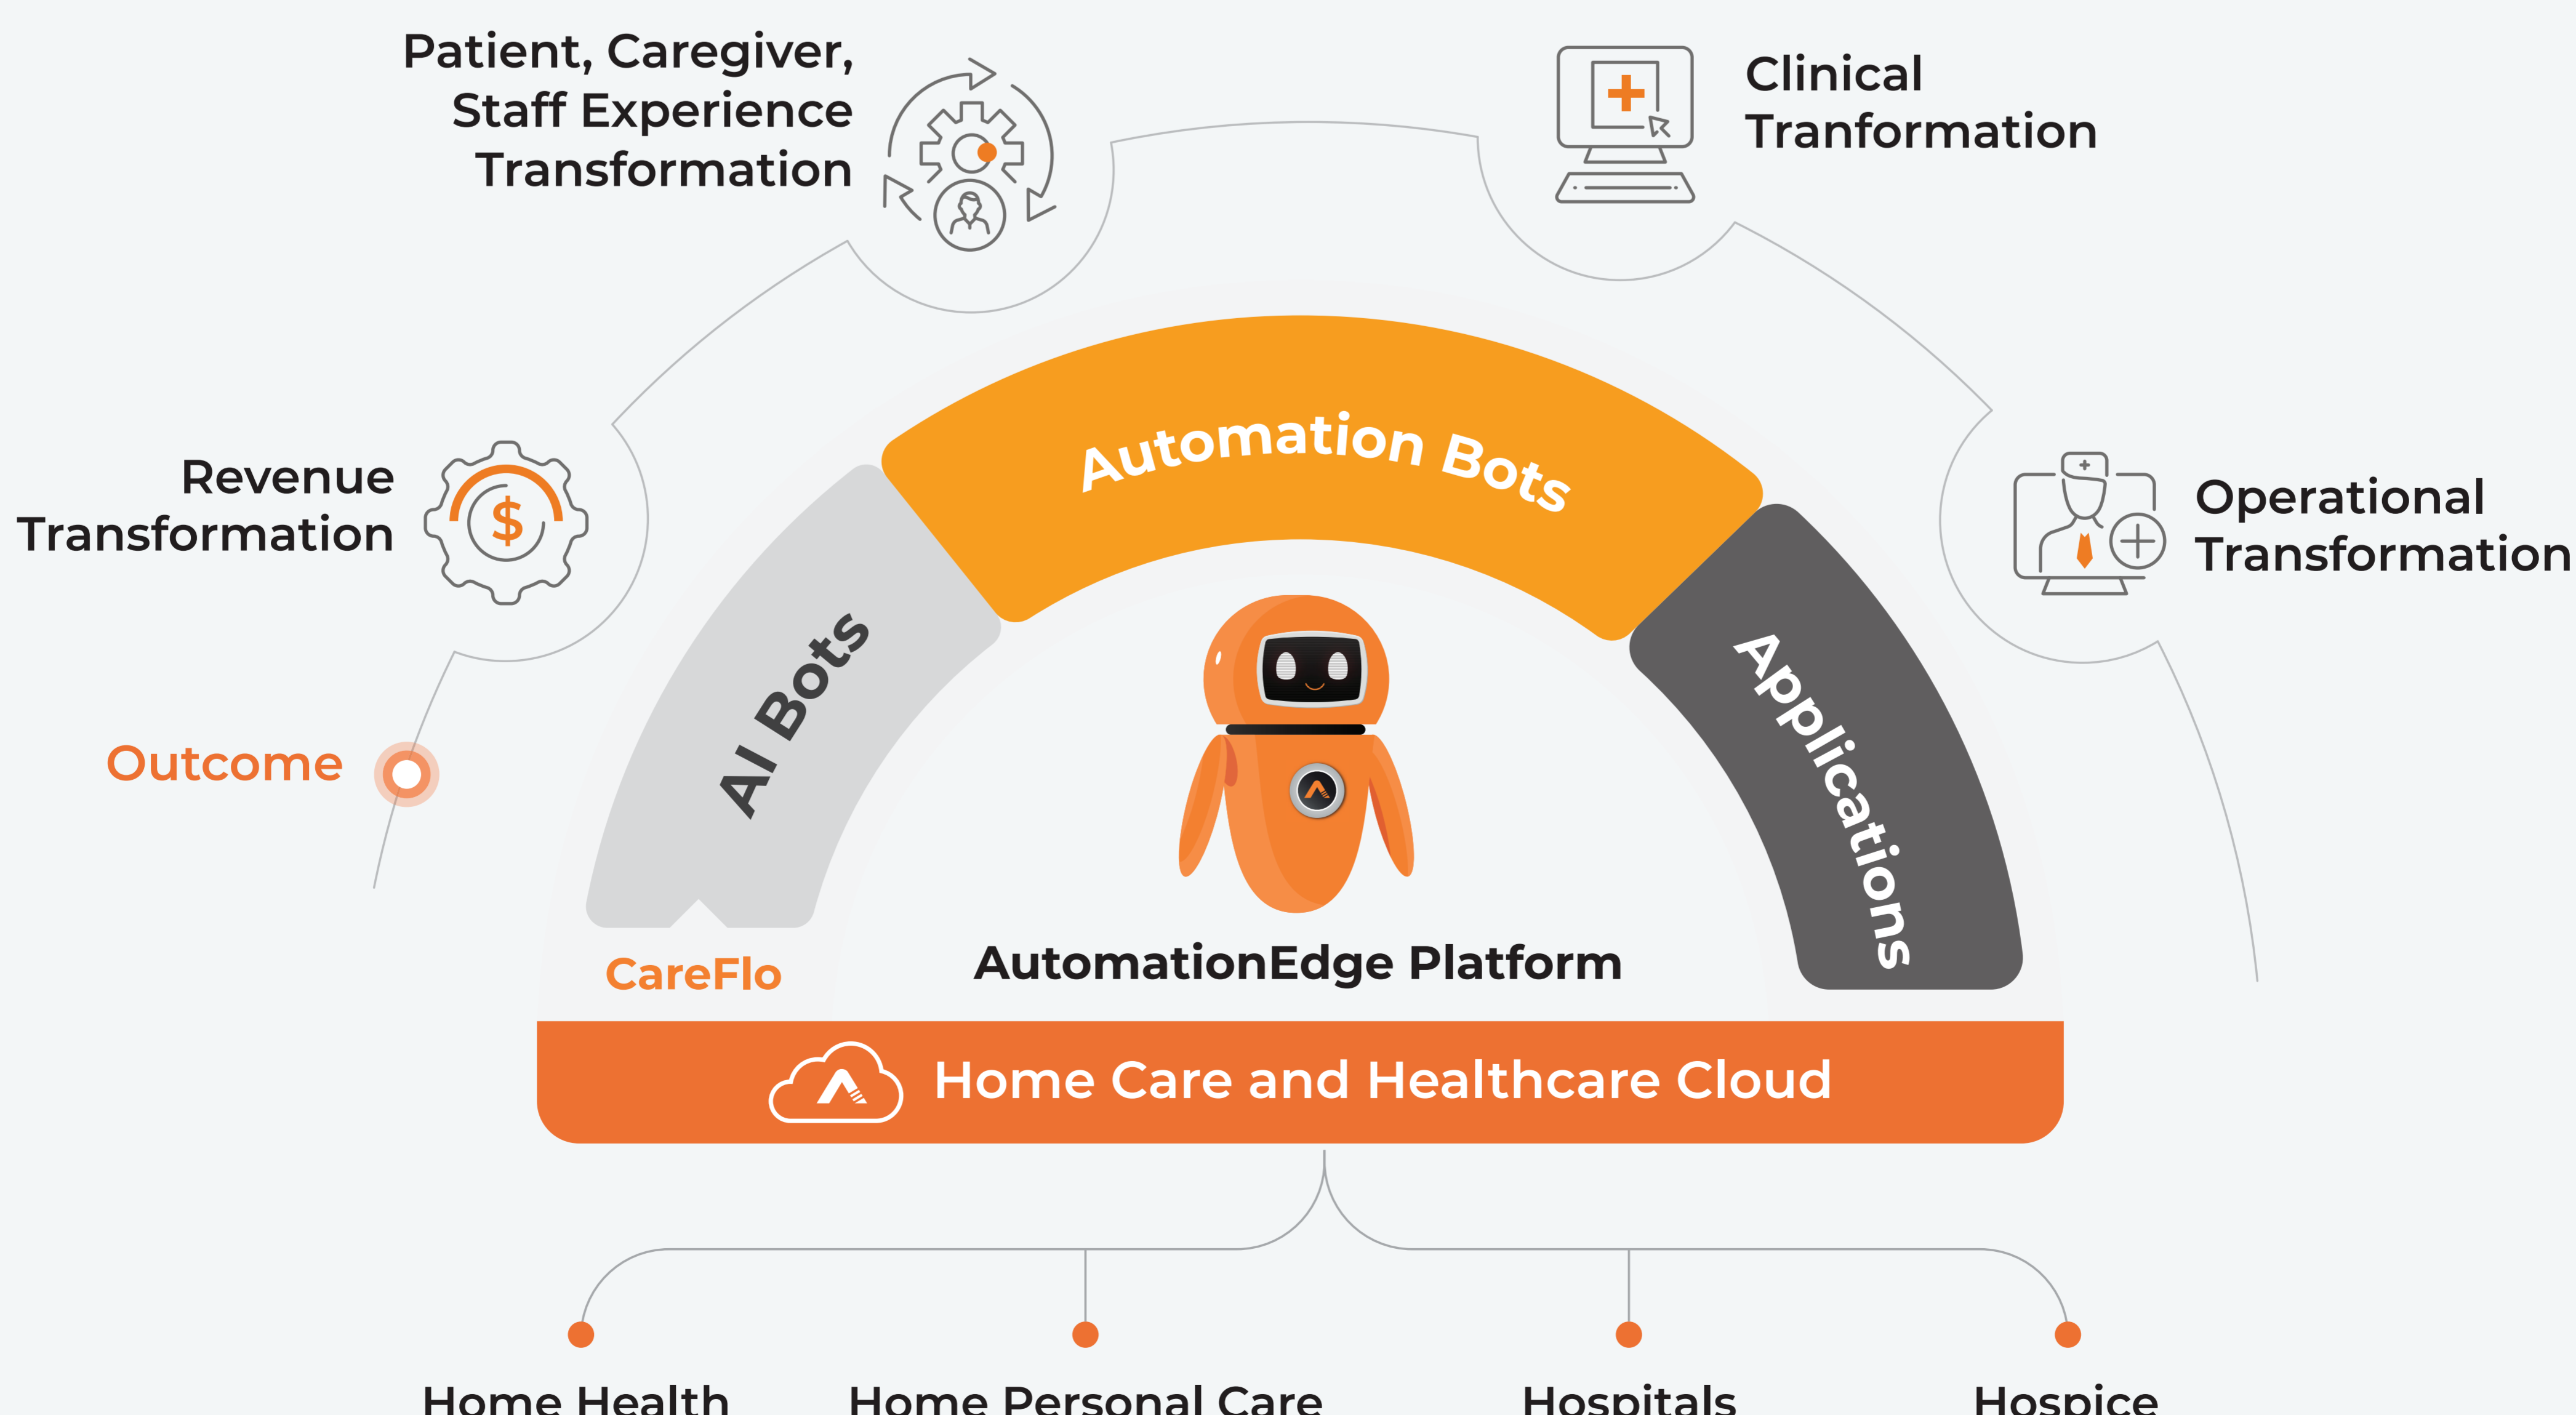 Patient, Caregiver,
Staff Experience
Transformation
Clinical
Tranformation
Revenue
Transformation
Operational
Transformation
Outcome
AI Bots
Automation Bots
Applications
CareFlo
AutomationEdge Platform
Home Care and Healthcare Cloud
Home Health
Home Personal Care
Hospitals
Hospice